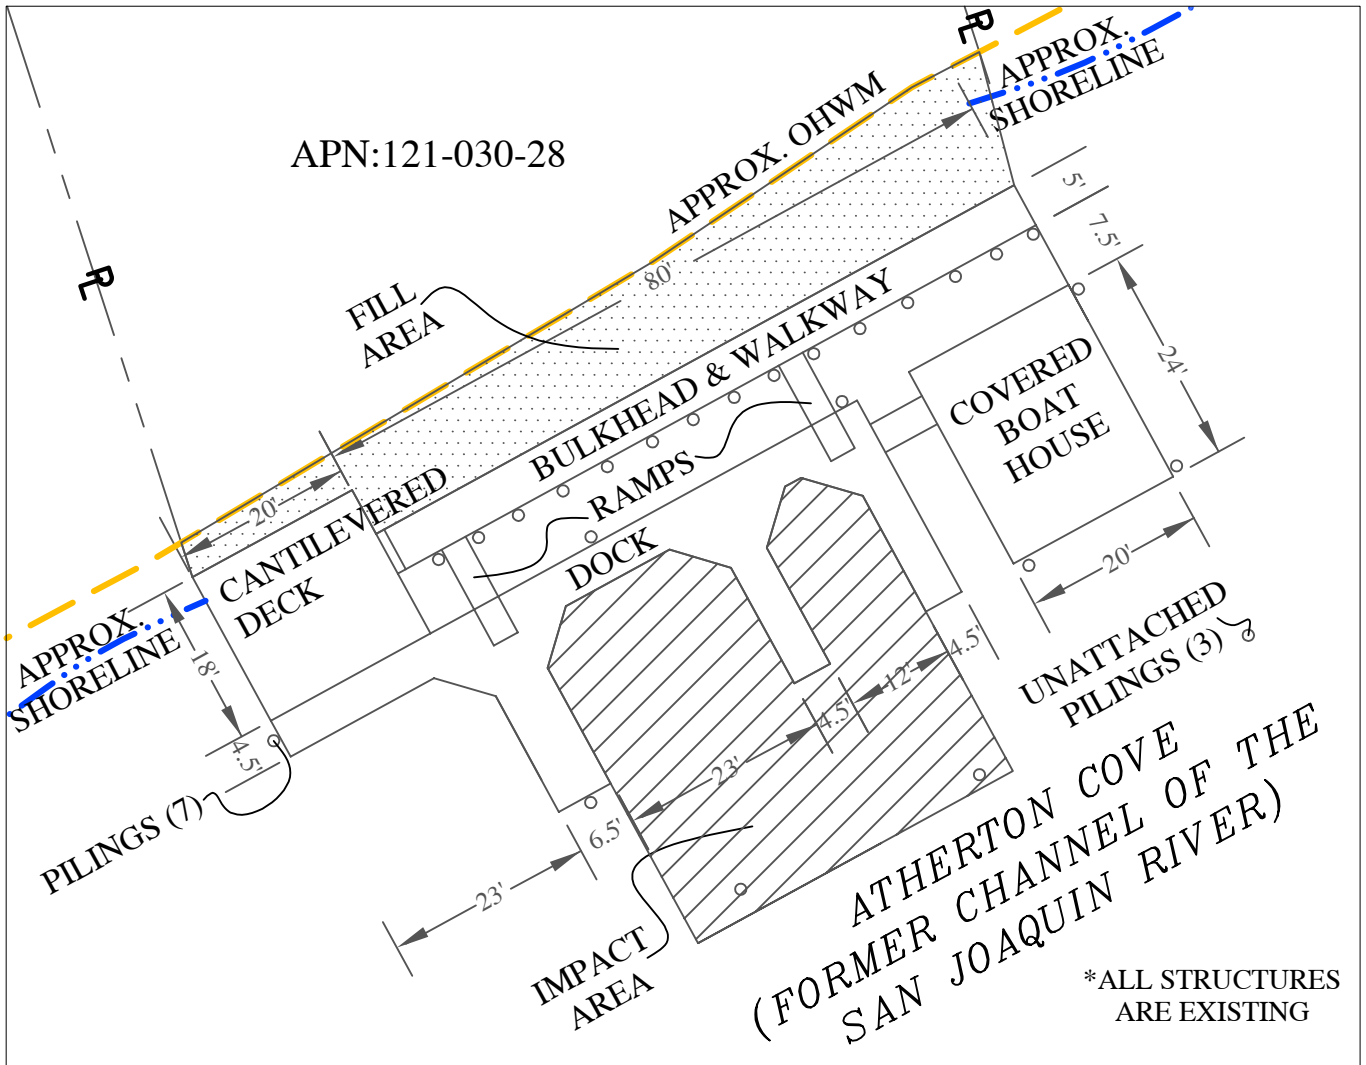 PL
APPROX.
SHORELINE
APPROX. OHWM
APN:121-030-28
PL
5'
7.5'
80'
FILL
AREA
BULKHEAD & WALKWAY
24'
COVERED
BOAT
HOUSE
RAMPS
20'
CANTILEVERED
DECK
DOCK
20'
APPROX.
SHORELINE
18'
4.5'
UNATTACHED
PILINGS (3)
4.5'
12'
4.5'
23'
PILINGS (7)
6.5'
23'
IMPACT
AREA
ATHERTON COVE
(FORMER CHANNEL OF THE
SAN JOAQUIN RIVER)
*ALL STRUCTURES
ARE EXISTING